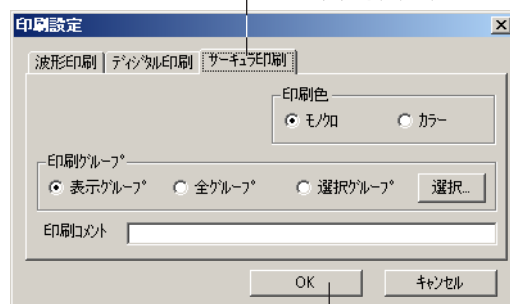 印刷設定
波形印刷 ﾃﾞｨｼﾞﾀﾙ印刷 ｻｰｷｭﾗ印刷
印刷色
ﾓﾉｸﾛ ｶﾗｰ
印刷ｸﾞﾙｰﾌﾟ
表示ｸﾞﾙｰﾌﾟ 全ｸﾞﾙｰﾌﾟ 選択ｸﾞﾙｰﾌﾟ 選択...
印刷ｺﾒﾝﾄ
OK ｷｬﾝｾﾙ